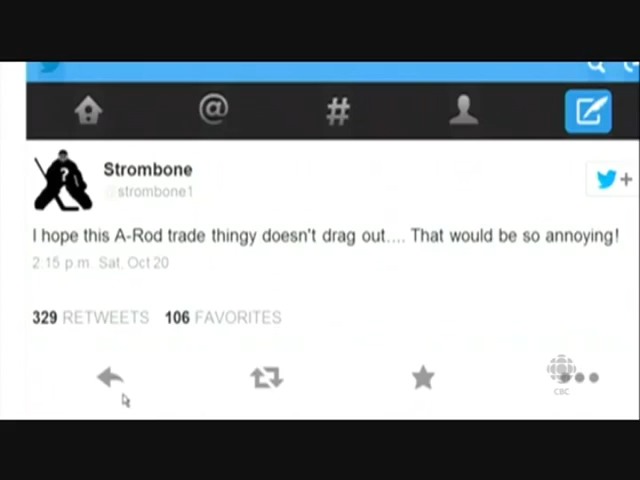 Strombone
@strombone1
I hope this A-Rod trade thingy doesn't drag out.... That would be so annoying!
2:15 p.m. Sat, Oct 20
329 RETWEETS 106 FAVORITES
CBC